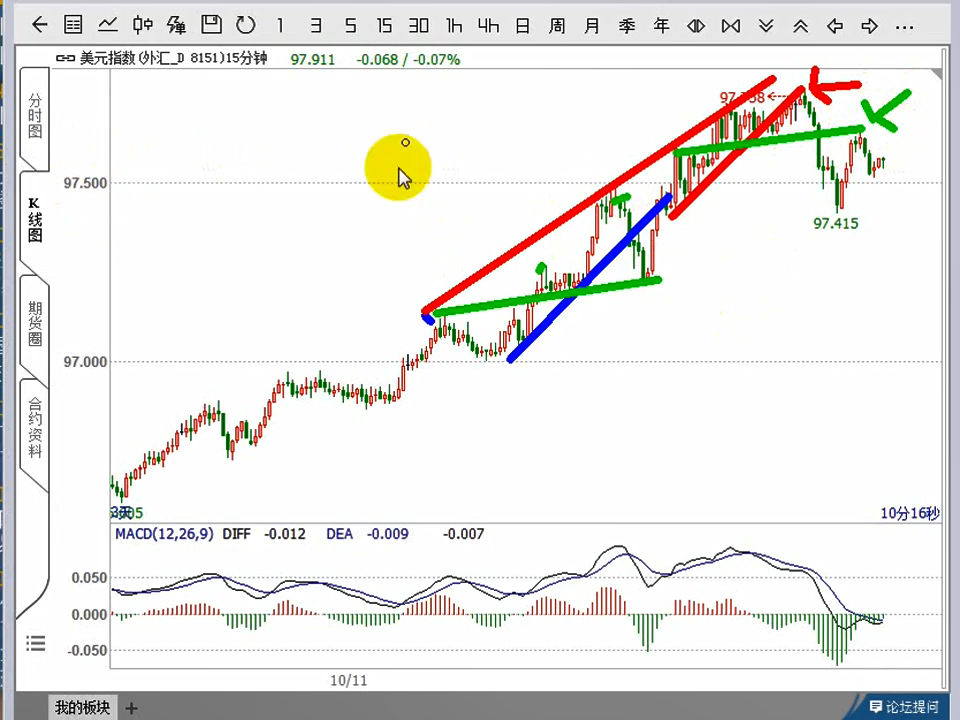 1 3 5 15 30 1h 4h 日 周 月 季 年
美元指数(外汇_D 8151)15分钟 97.911 -0.068 / -0.07%
分时图
K线图
期货圈
合约资料
97.500
97.415
97.000
3天
10分16秒
MACD(12,26,9) DIFF -0.012 DEA -0.009 -0.007
0.050
0.000
-0.050
10/11
我的板块 +
论坛提问